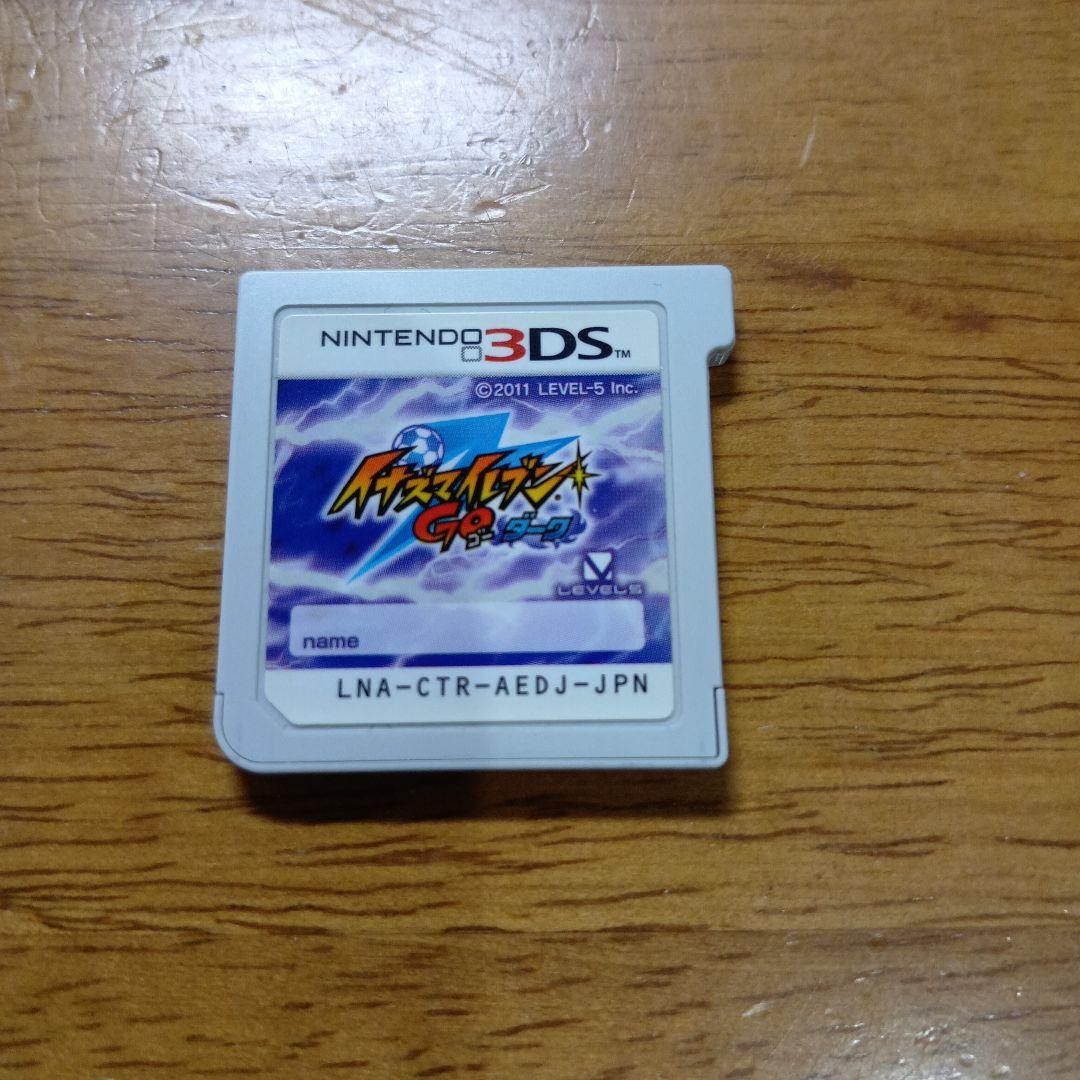 NINTENDO 3DS™
©2011 LEVEL-5 Inc.
イナズマイレブン
GO ゴー ダーク
LEVEL5
name
LNA-CTR-AEDJ-JPN